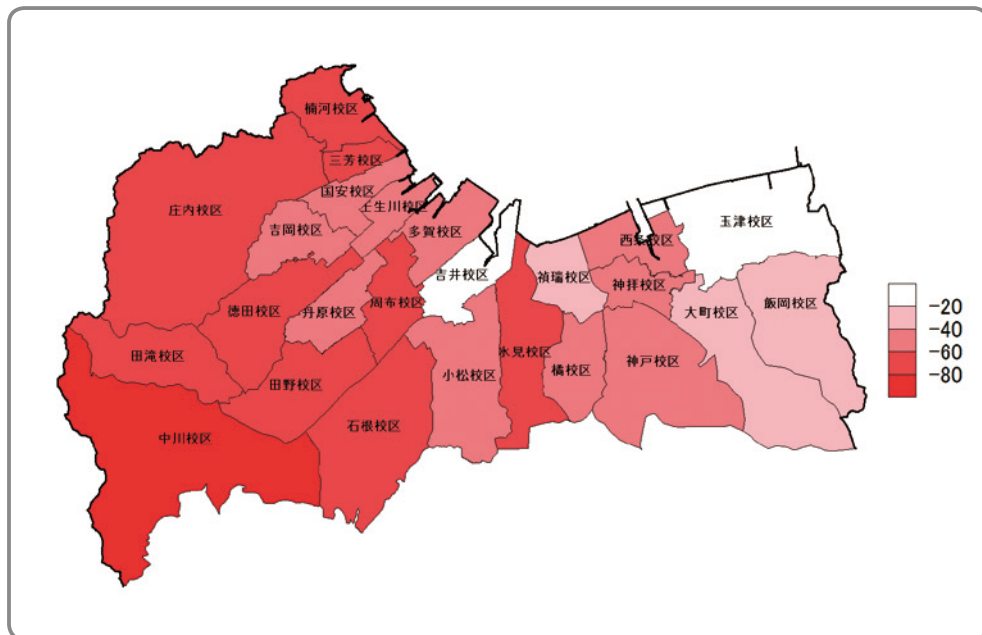 楠河校区
三芳校区
国安校区
壬生川校区
庄内校区
吉岡校区
多賀校区
西条校区
玉津校区
吉井校区
禎瑞校区
神拝校区
徳田校区
丹原校区
周布校区
大町校区
飯岡校区
田滝校区
氷見校区
田野校区
小松校区
橘校区
神戸校区
石根校区
中川校区
-20
-40
-60
-80